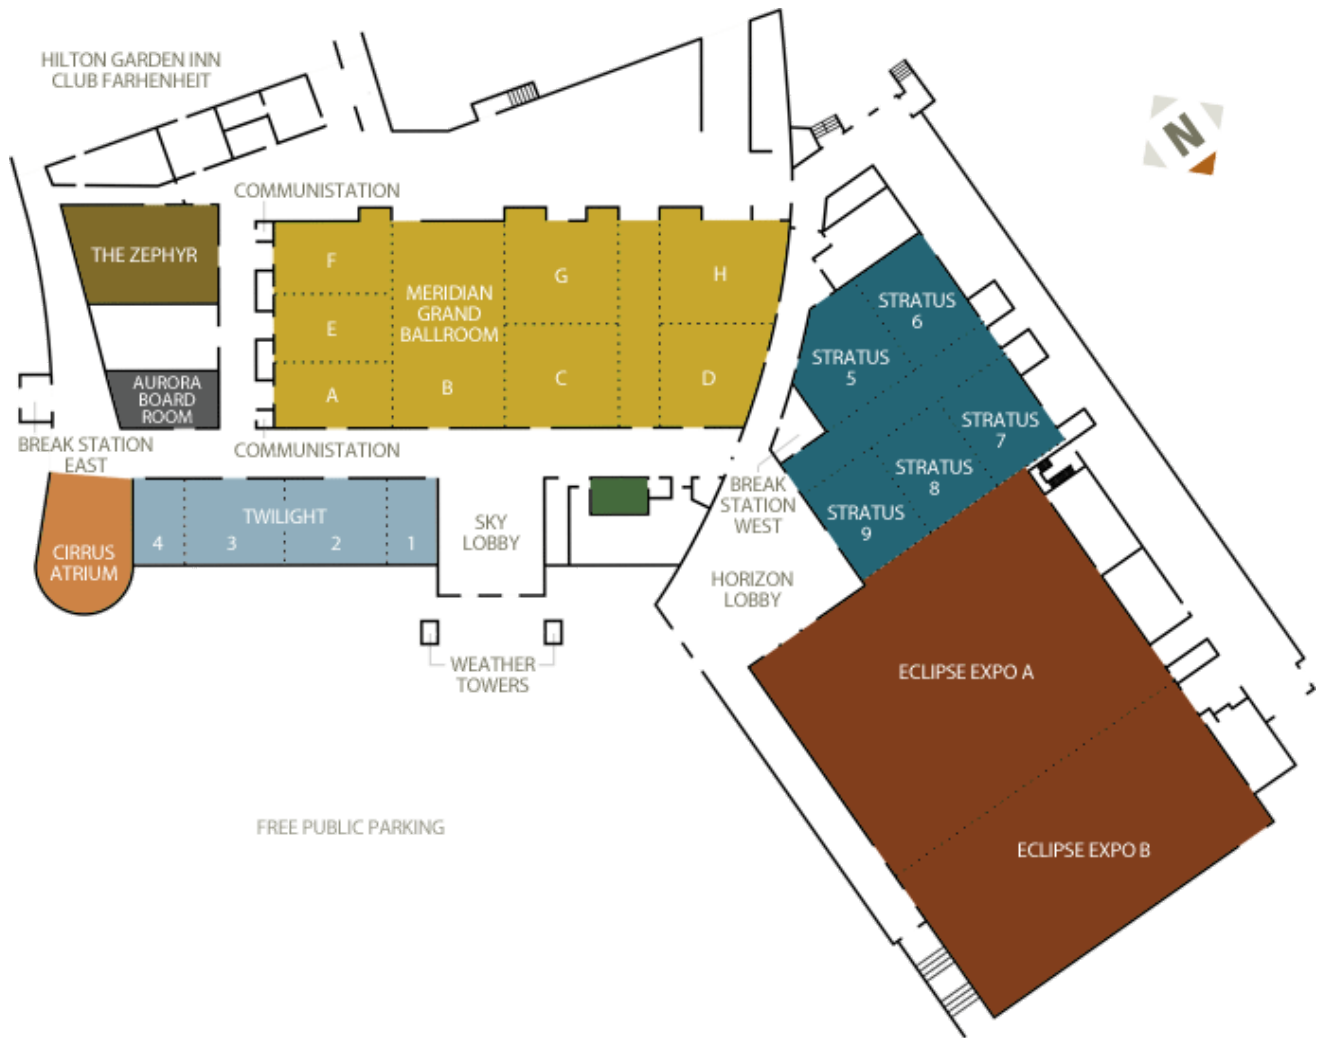 HILTON GARDEN INN
CLUB FARHENHEIT
N
COMMUNISTATION
THE ZEPHYR
F
MERIDIAN
GRAND
BALLROOM
G
H
E
A
B
C
D
AURORA
BOARD
ROOM
STRATUS
6
STRATUS
5
STRATUS
7
STRATUS
8
STRATUS
9
BREAK STATION
EAST
COMMUNISTATION
BREAK
STATION
WEST
TWILIGHT
4
3
2
1
SKY
LOBBY
CIRRUS
ATRIUM
HORIZON
LOBBY
WEATHER
TOWERS
ECLIPSE EXPO A
FREE PUBLIC PARKING
ECLIPSE EXPO B